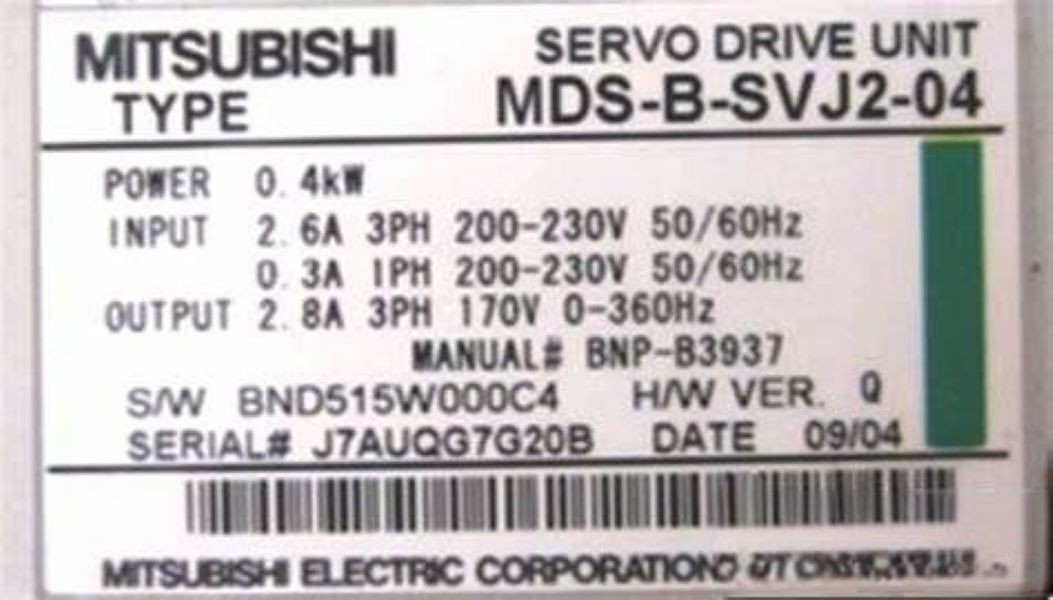 MITSUBISHI SERVO DRIVE UNIT
TYPE MDS-B-SVJ2-04
POWER 0.4kW
INPUT 2.6A 3PH 200-230V 50/60Hz
0.3A 1PH 200-230V 50/60Hz
OUTPUT 2.8A 3PH 170V 0-360Hz
MANUAL# BNP-B3937
S/W BND515W000C4 H/W VER. Q
SERIAL# J7AUQG7G20B DATE 09/04
MITSUBISHI ELECTRIC CORPORATION